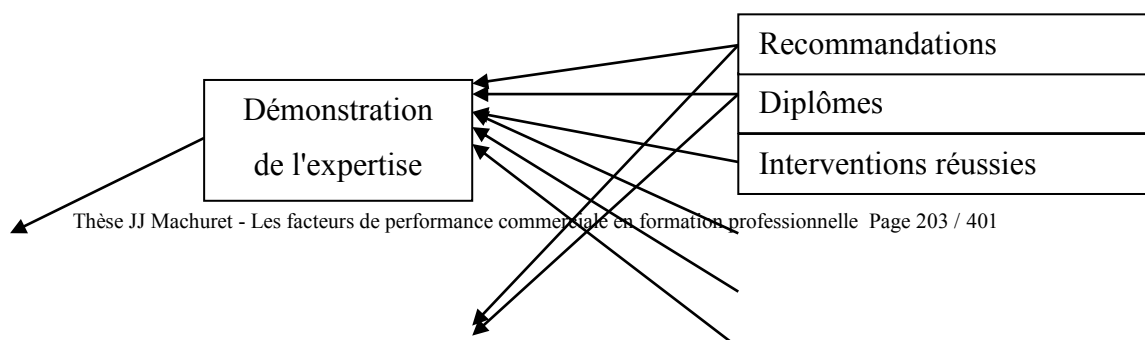 Recommandations
Démonstration
de l'expertise
Diplômes
Interventions réussies
Thèse JJ Machuret - Les facteurs de performance commerciale en formation professionnelle Page 203 / 401